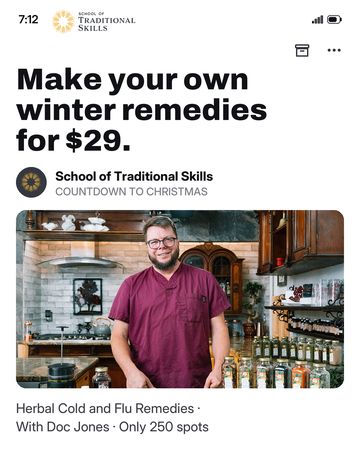 7:12
SCHOOL OF
TRADITIONAL
SKILLS
Make your own
winter remedies
for $29.
School of Traditional Skills
COUNTDOWN TO CHRISTMAS
Herbal Cold and Flu Remedies ·
With Doc Jones · Only 250 spots